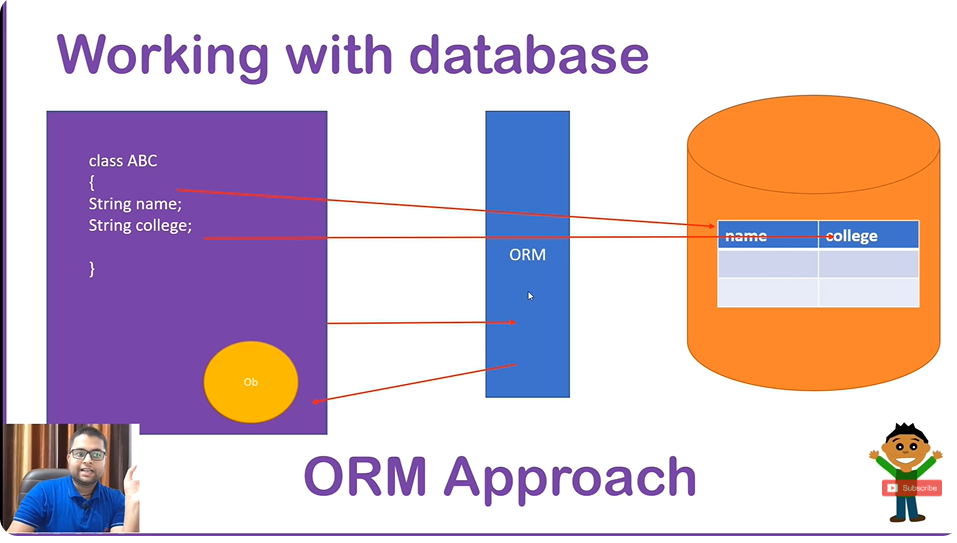 Working with database
class ABC
{
String name;
String college;
}
ORM
name college
Ob
ORM Approach
Subscribe